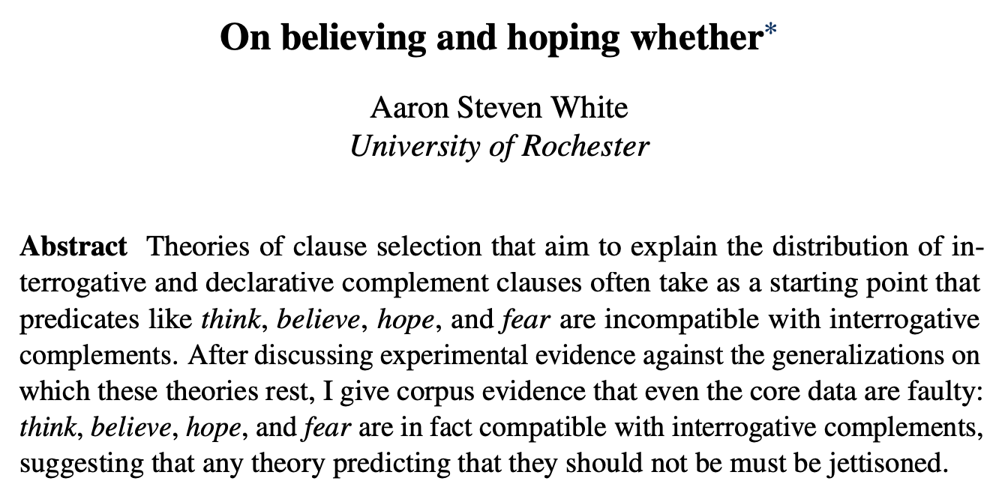 On believing and hoping whether*
Aaron Steven White
University of Rochester
Abstract Theories of clause selection that aim to explain the distribution of in-
terrogative and declarative complement clauses often take as a starting point that
predicates like think, believe, hope, and fear are incompatible with interrogative
complements. After discussing experimental evidence against the generalizations on
which these theories rest, I give corpus evidence that even the core data are faulty:
think, believe, hope, and fear are in fact compatible with interrogative complements,
suggesting that any theory predicting that they should not be must be jettisoned.